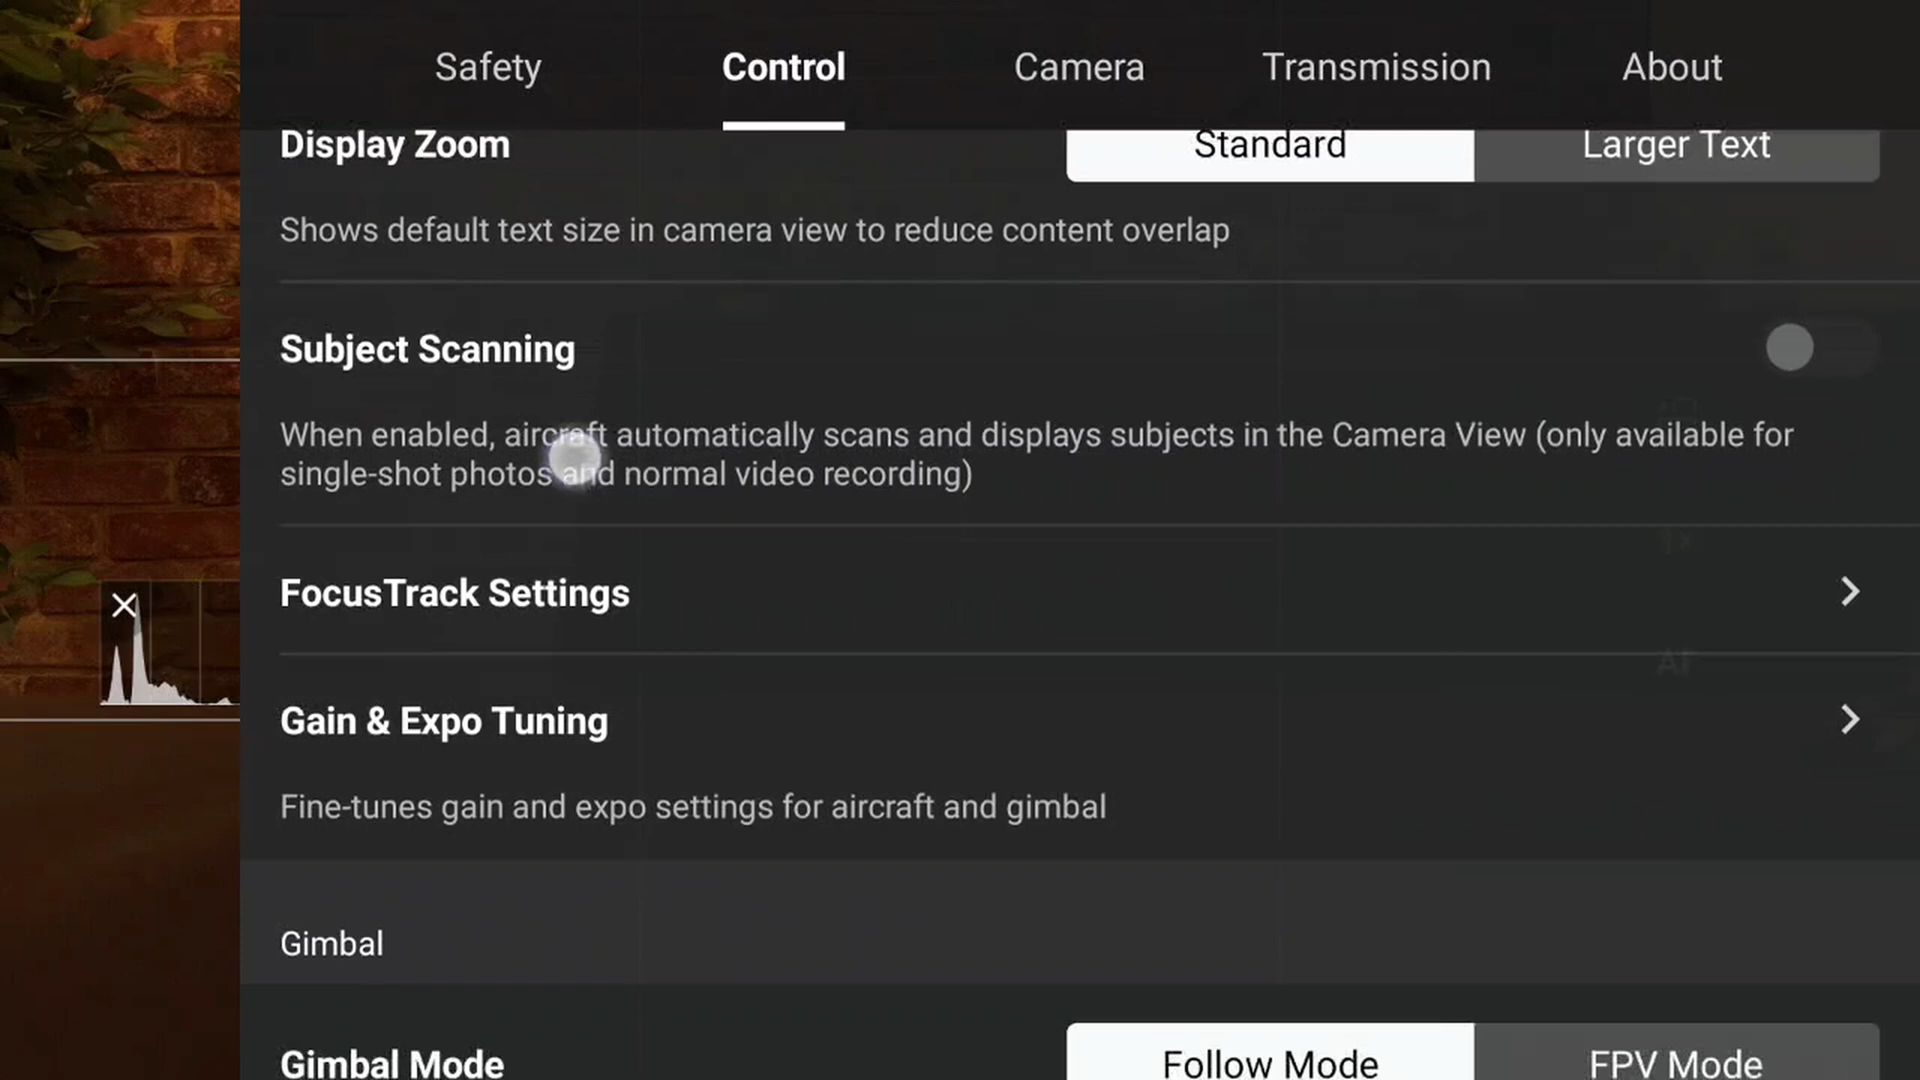 Safety Control Camera Transmission About
Display Zoom Standard Larger Text
Shows default text size in camera view to reduce content overlap
Subject Scanning
When enabled, aircraft automatically scans and displays subjects in the Camera View (only available for
single-shot photos and normal video recording)
FocusTrack Settings
Gain & Expo Tuning
Fine-tunes gain and expo settings for aircraft and gimbal
Gimbal
Gimbal Mode Follow Mode FPV Mode